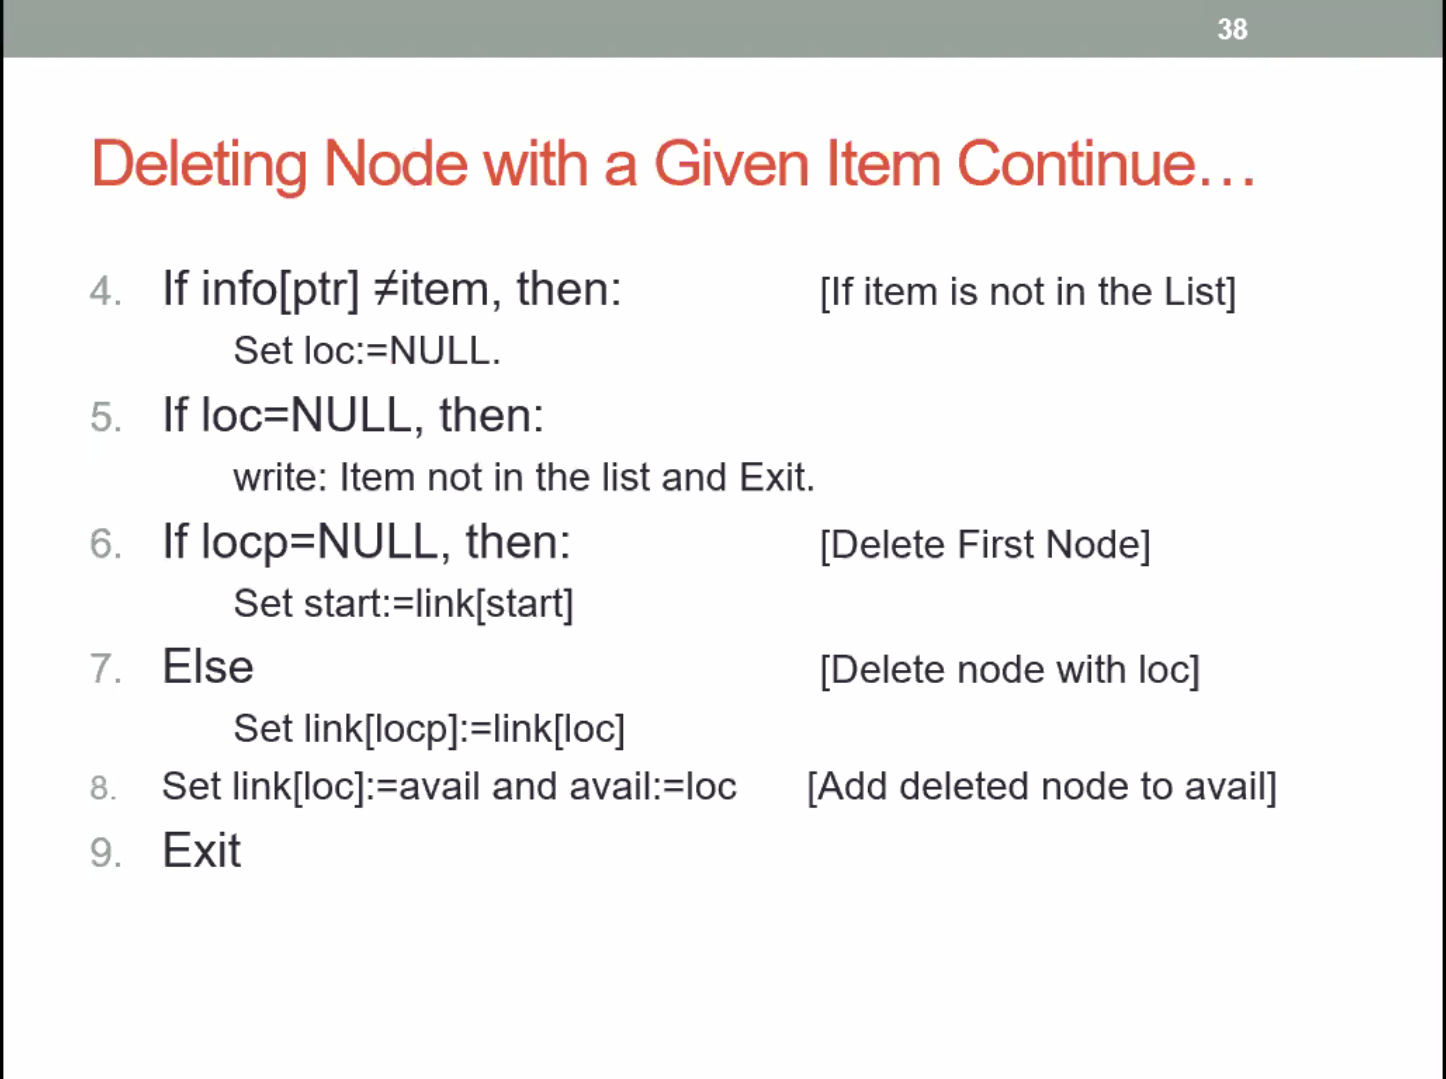 38
Deleting Node with a Given Item Continue…
4. If info[ptr] ≠item, then: [If item is not in the List]
Set loc:=NULL.
5. If loc=NULL, then:
write: Item not in the list and Exit.
6. If locp=NULL, then: [Delete First Node]
Set start:=link[start]
7. Else [Delete node with loc]
Set link[locp]:=link[loc]
8. Set link[loc]:=avail and avail:=loc [Add deleted node to avail]
9. Exit